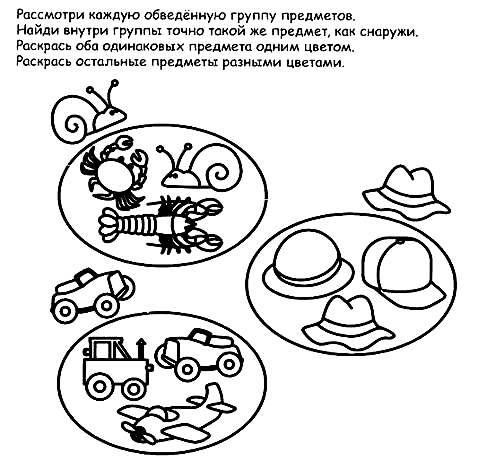 Рассмотри каждую обведённую группу предметов.
Найди внутри группы точно такой же предмет, как снаружи.
Раскрась оба одинаковых предмета одним цветом.
Раскрась остальные предметы разными цветами.